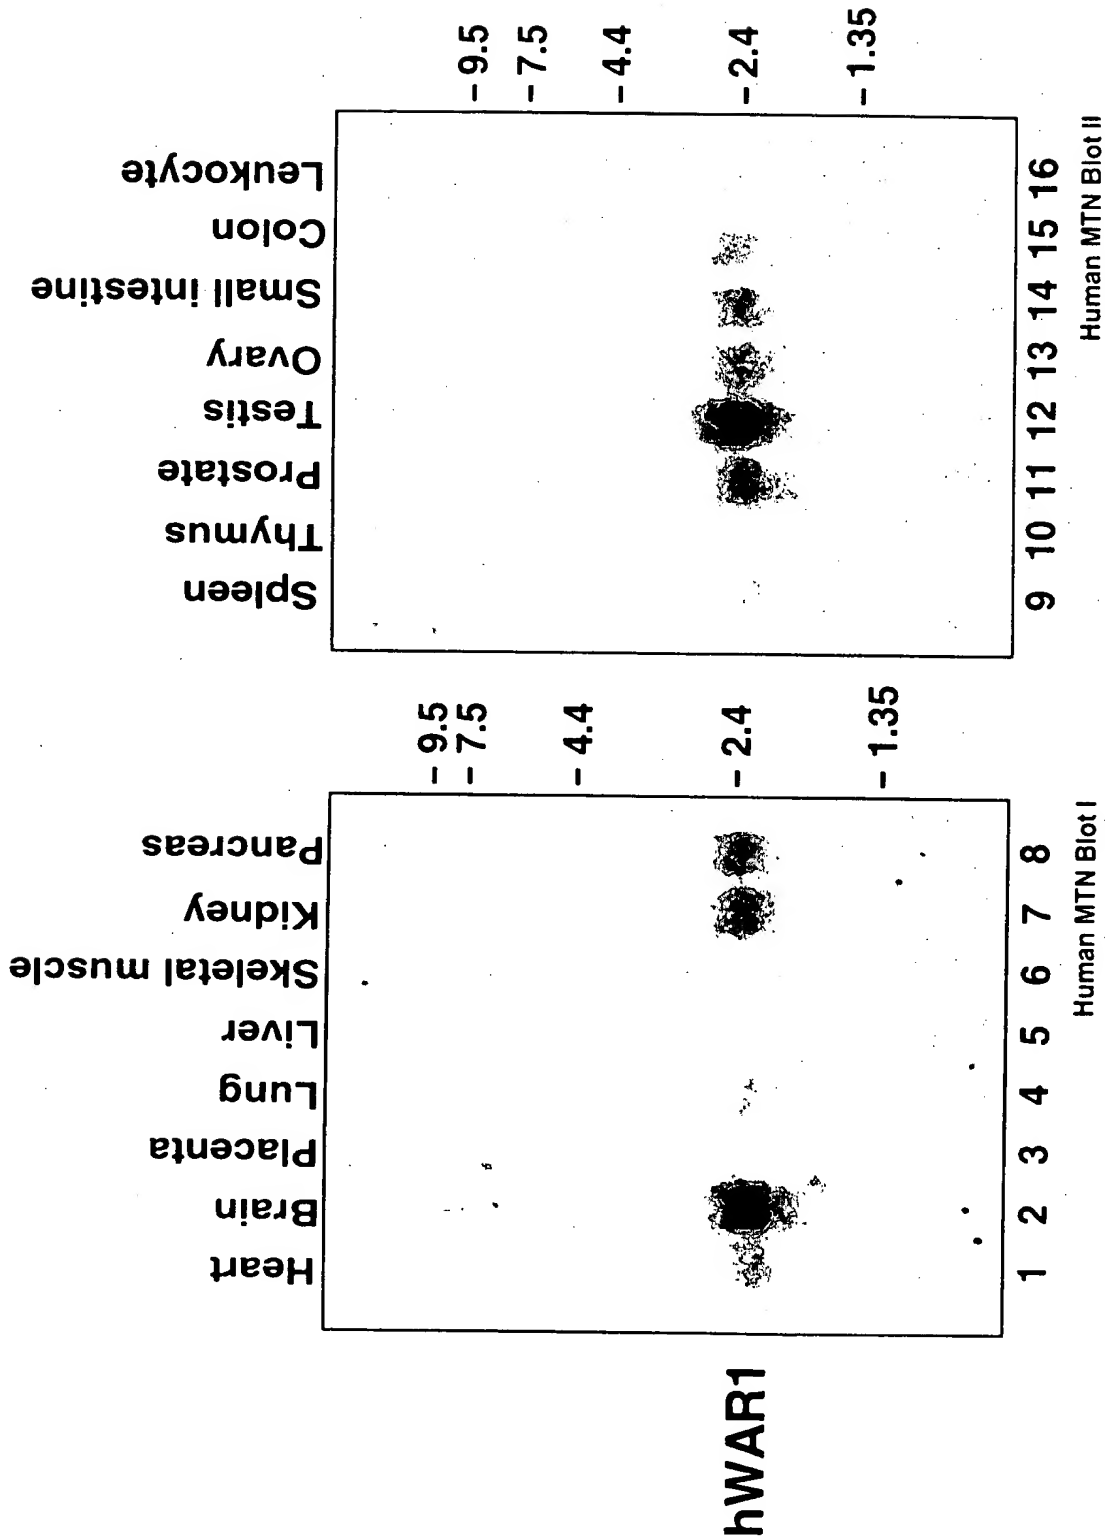 Heart
Brain
Placenta
Lung
Liver
Skeletal muscle
Kidney
Pancreas
- 9.5
- 7.5
- 4.4
- 2.4
- 1.35
hWAR1
1 2 3 4 5 6 7 8
Human MTN Blot I
Spleen
Thymus
Prostate
Testis
Ovary
Small intestine
Colon
Leukocyte
- 9.5
- 7.5
- 4.4
- 2.4
- 1.35
9 10 11 12 13 14 15 16
Human MTN Blot II